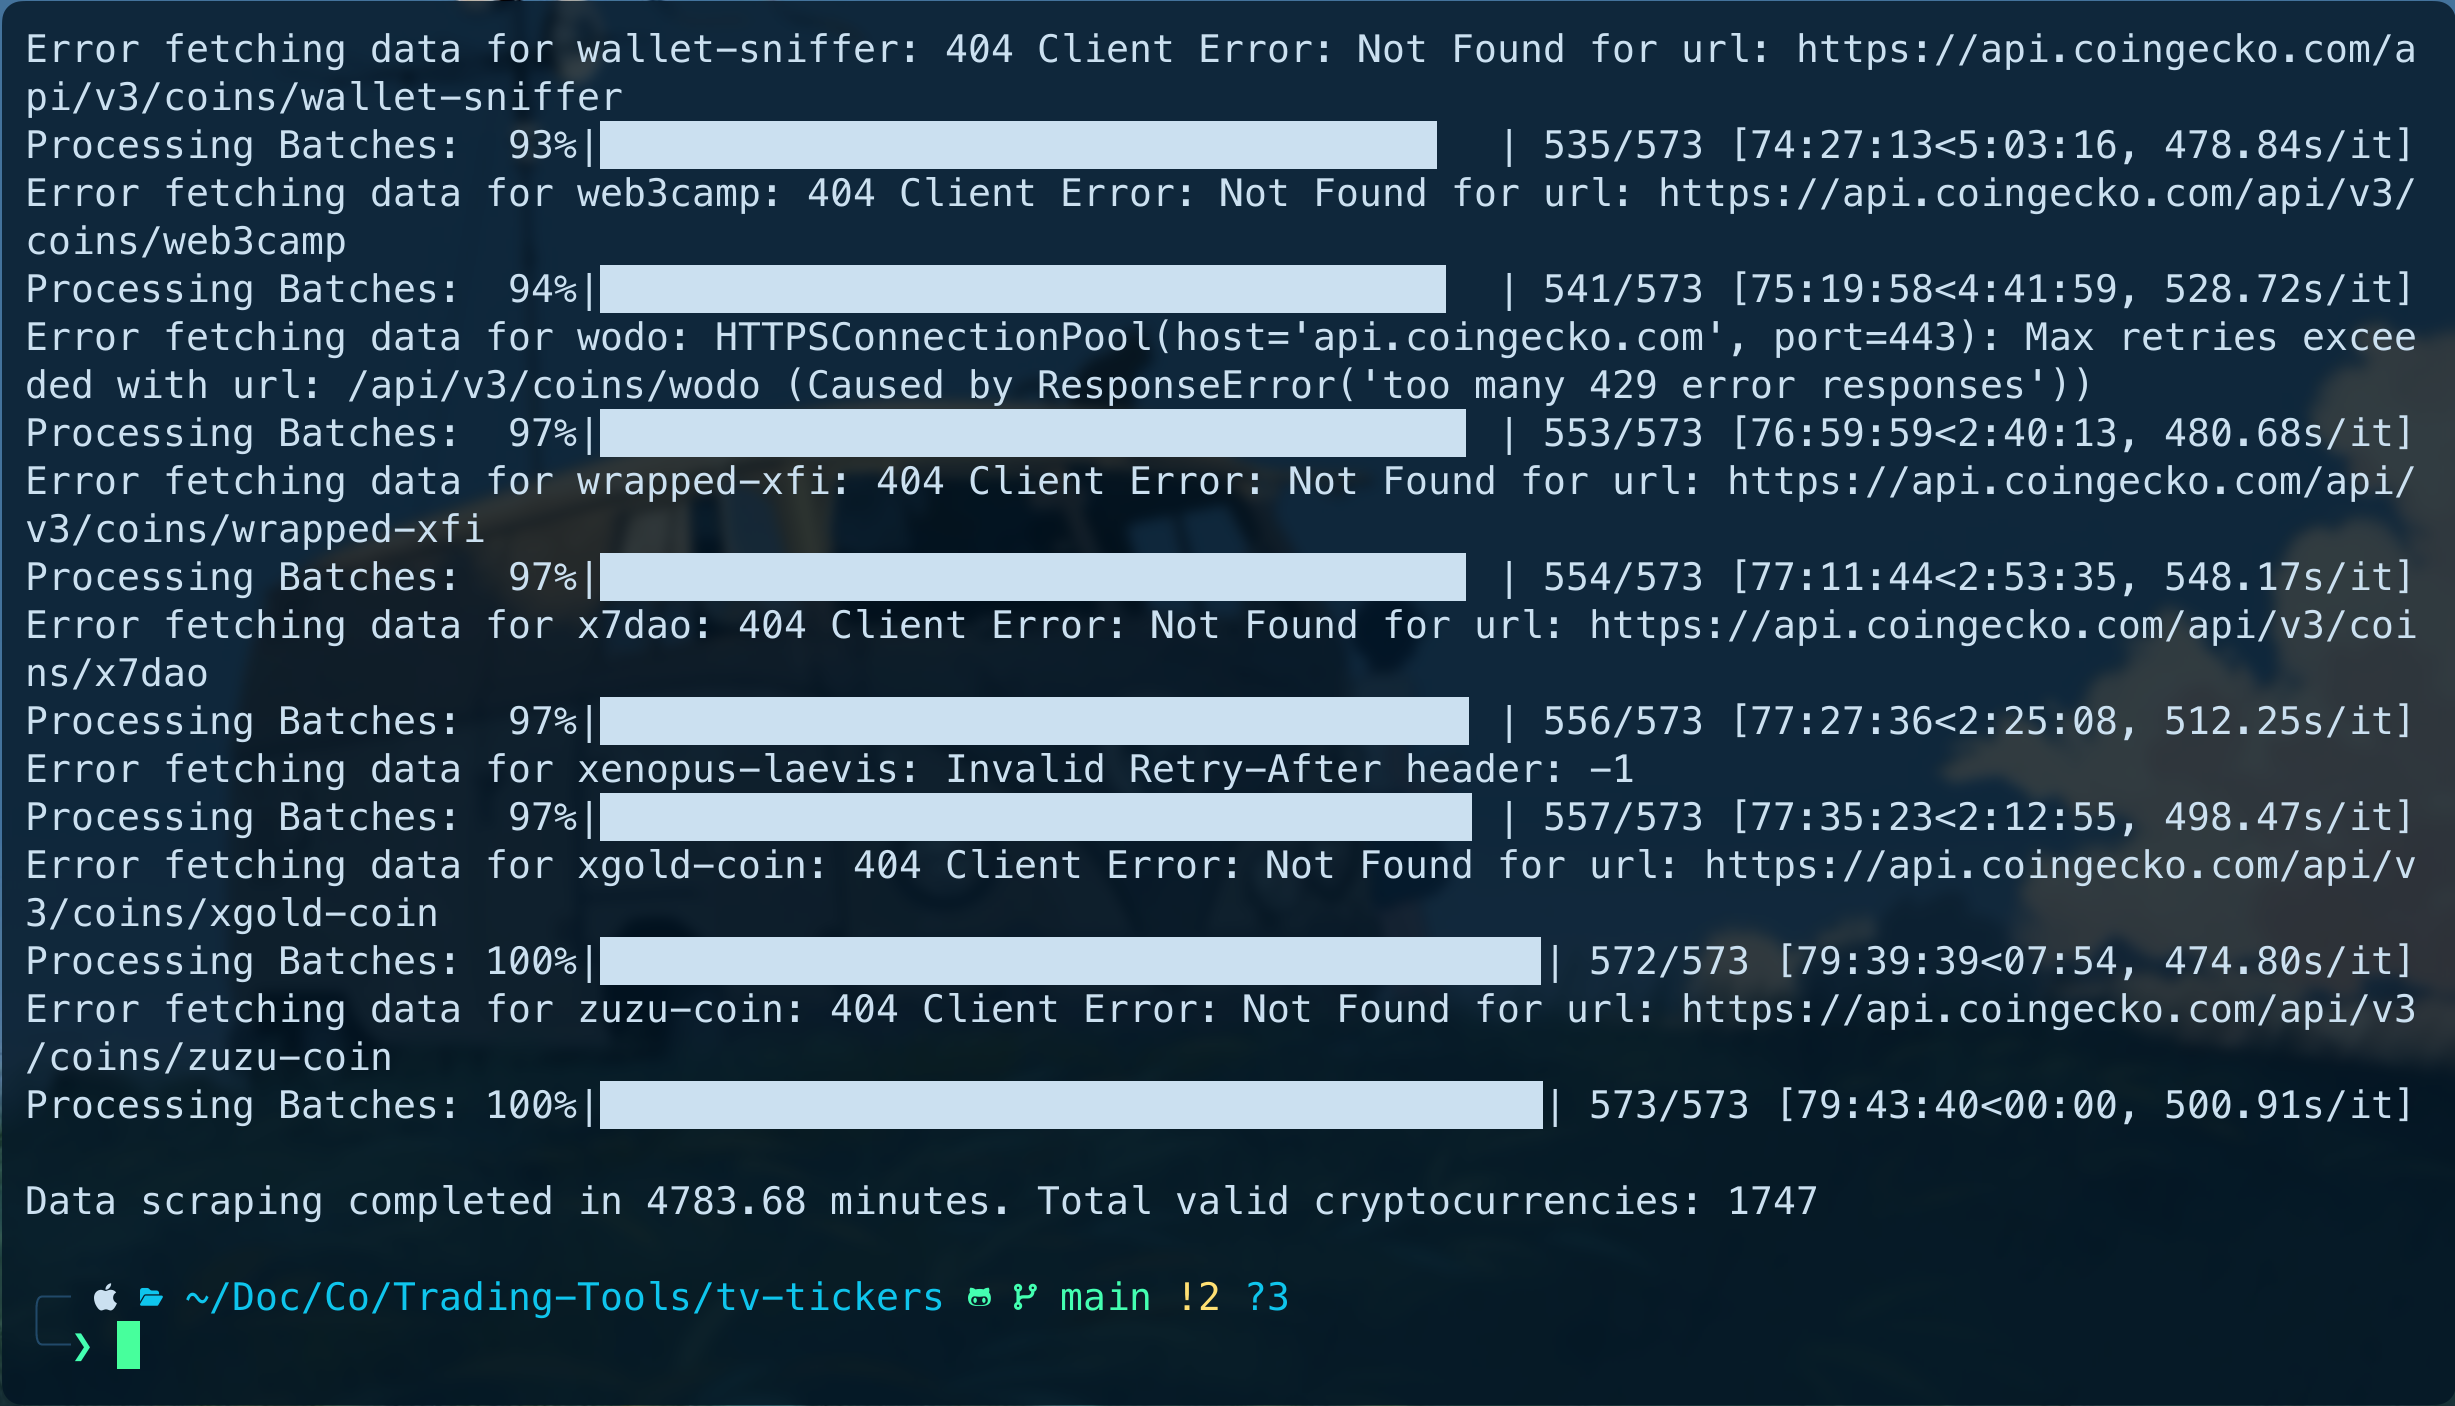 Error fetching data for wallet-sniffer: 404 Client Error: Not Found for url: https://api.coingecko.com/a
pi/v3/coins/wallet-sniffer
Processing Batches:  93%| | 535/573 [74:27:13<5:03:16, 478.84s/it]
Error fetching data for web3camp: 404 Client Error: Not Found for url: https://api.coingecko.com/api/v3/
coins/web3camp
Processing Batches:  94%| | 541/573 [75:19:58<4:41:59, 528.72s/it]
Error fetching data for wodo: HTTPSConnectionPool(host='api.coingecko.com', port=443): Max retries excee
ded with url: /api/v3/coins/wodo (Caused by ResponseError('too many 429 error responses'))
Processing Batches:  97%| | 553/573 [76:59:59<2:40:13, 480.68s/it]
Error fetching data for wrapped-xfi: 404 Client Error: Not Found for url: https://api.coingecko.com/api/
v3/coins/wrapped-xfi
Processing Batches:  97%| | 554/573 [77:11:44<2:53:35, 548.17s/it]
Error fetching data for x7dao: 404 Client Error: Not Found for url: https://api.coingecko.com/api/v3/coi
ns/x7dao
Processing Batches:  97%| | 556/573 [77:27:36<2:25:08, 512.25s/it]
Error fetching data for xenopus-laevis: Invalid Retry-After header: -1
Processing Batches:  97%| | 557/573 [77:35:23<2:12:55, 498.47s/it]
Error fetching data for xgold-coin: 404 Client Error: Not Found for url: https://api.coingecko.com/api/v
3/coins/xgold-coin
Processing Batches: 100%| | 572/573 [79:39:39<07:54, 474.80s/it]
Error fetching data for zuzu-coin: 404 Client Error: Not Found for url: https://api.coingecko.com/api/v3
/coins/zuzu-coin
Processing Batches: 100%| | 573/573 [79:43:40<00:00, 500.91s/it]
Data scraping completed in 4783.68 minutes. Total valid cryptocurrencies: 1747
~/Doc/Co/Trading-Tools/tv-tickers main !2 ?3
❯